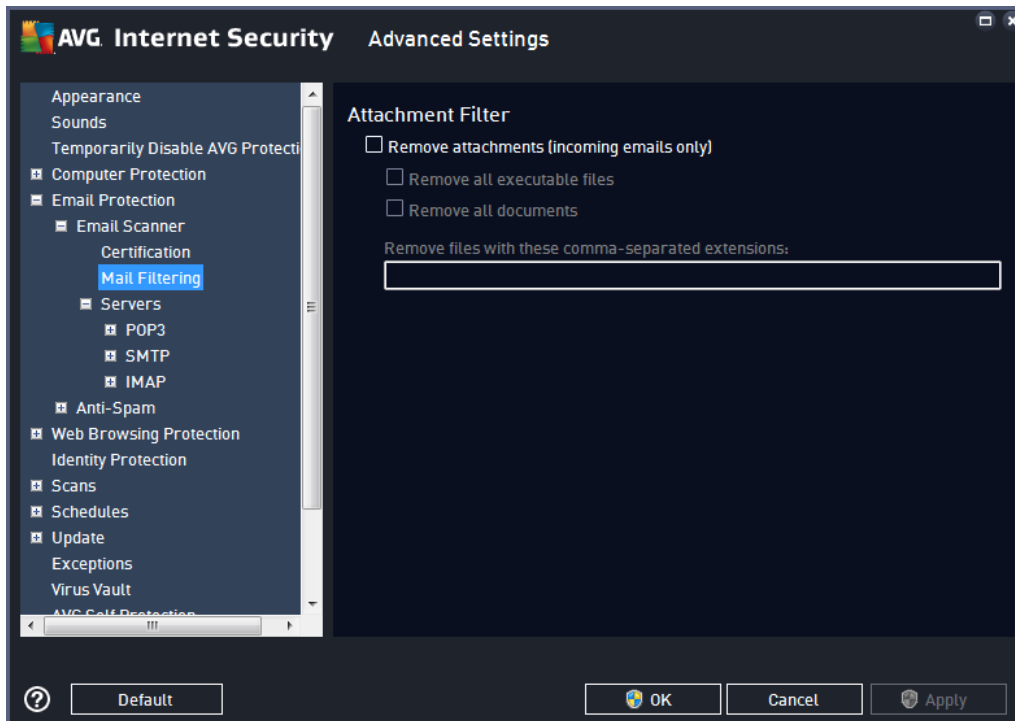 AVG. Internet Security Advanced Settings
Appearance
Sounds
Temporarily Disable AVG Protecti
Computer Protection
Email Protection
Email Scanner
Certification
Mail Filtering
Servers
POP3
SMTP
IMAP
Anti-Spam
Web Browsing Protection
Identity Protection
Scans
Schedules
Update
Exceptions
Virus Vault
AVG Self Protection
Attachment Filter
Remove attachments (incoming emails only)
Remove all executable files
Remove all documents
Remove files with these comma-separated extensions:
? Default OK Cancel Apply